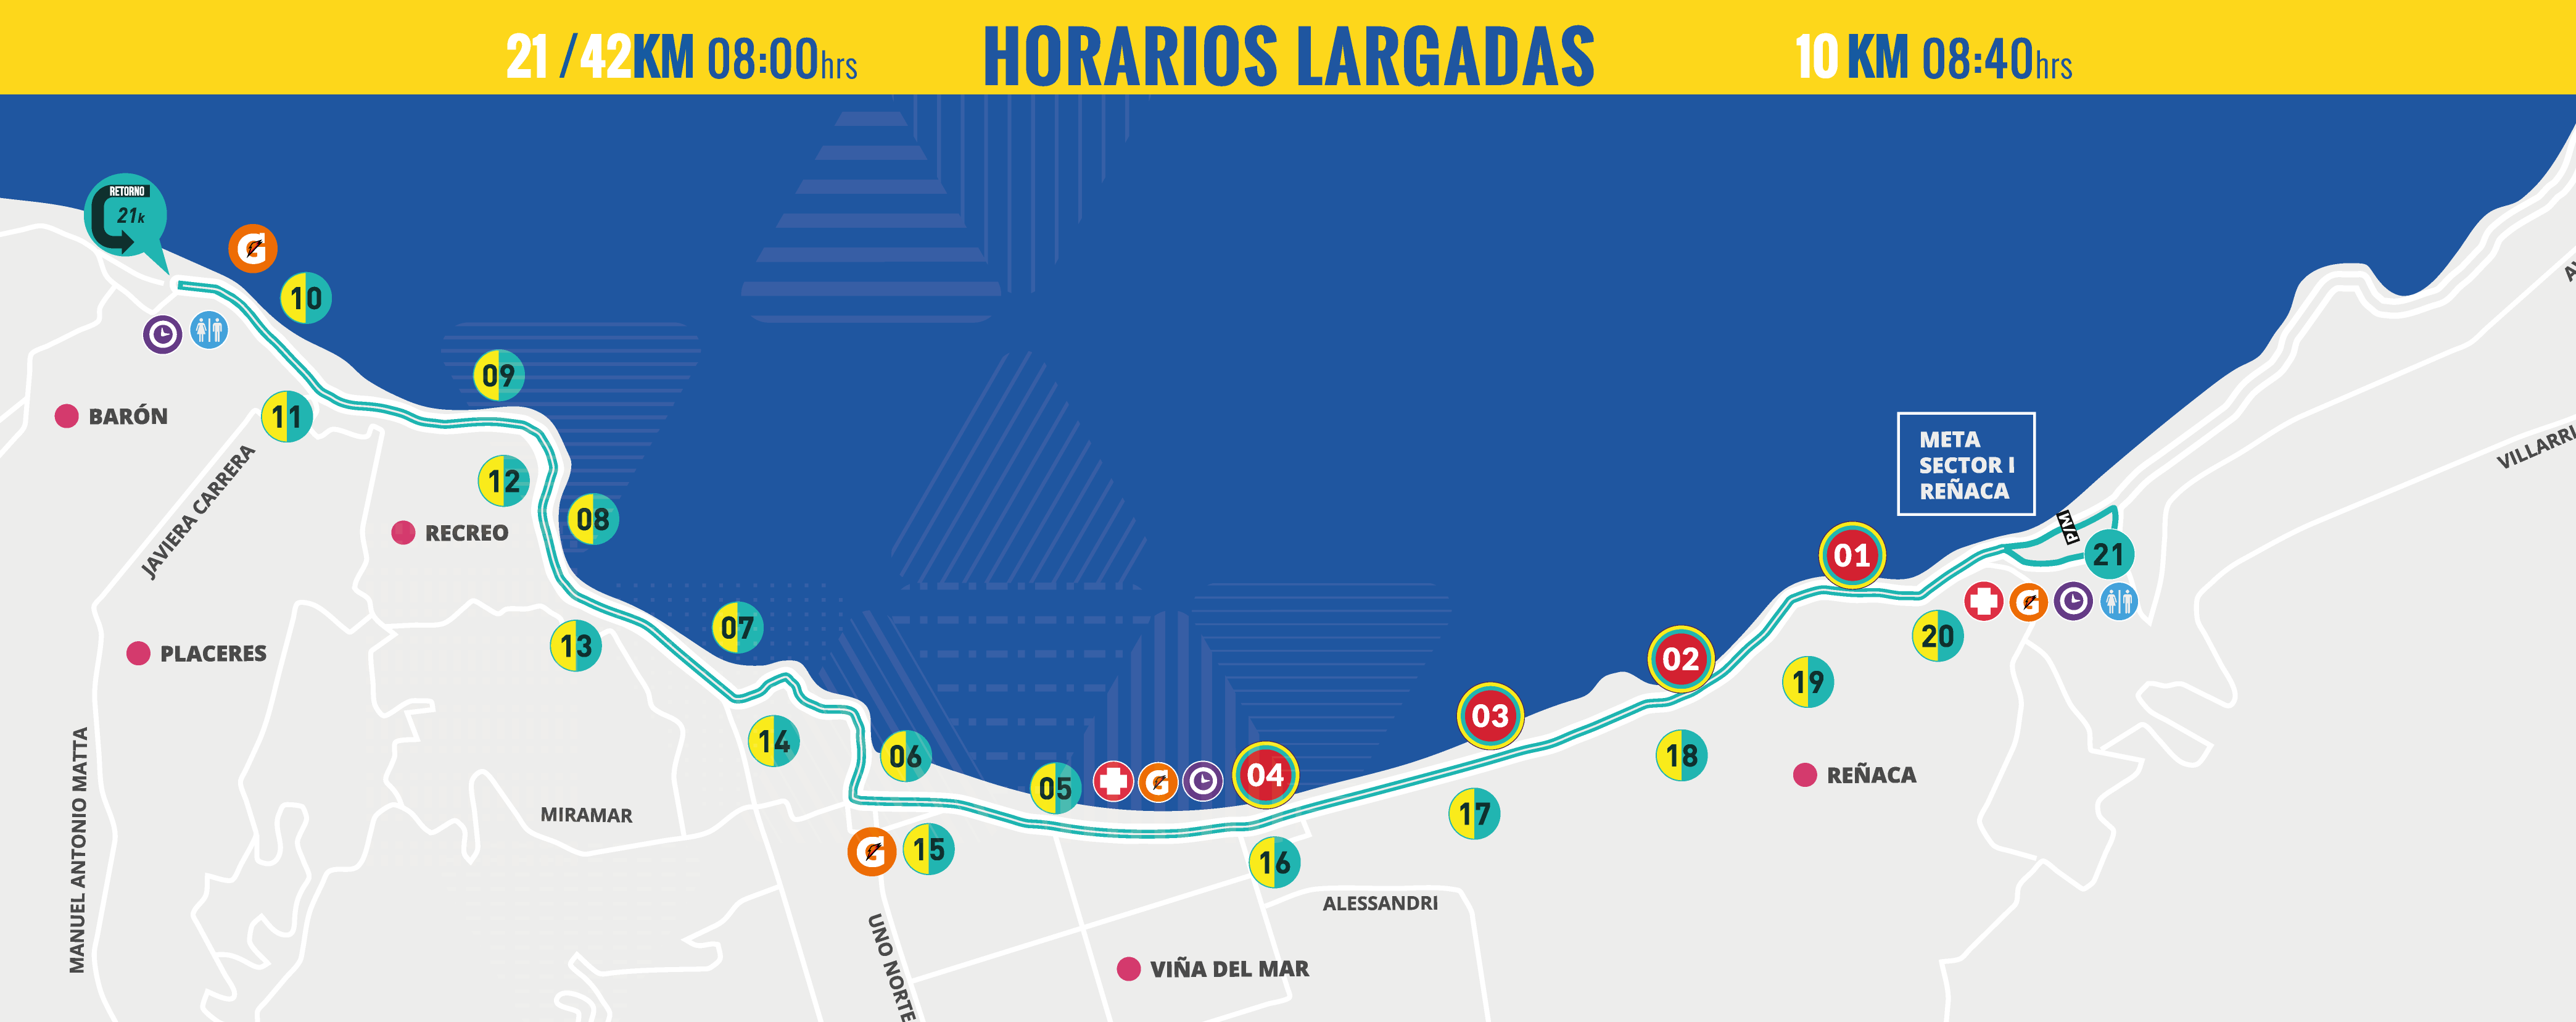 21 /42KM 08:00hrs
HORARIOS LARGADAS
10 KM 08:40hrs
RETORNO
21k
G
10
09
BARÓN
11
JAVIERA CARRERA
12
RECREO
08
META
SECTOR I
REÑACA
P/M
01
21
G
07
13
PLACERES
02
20
19
03
14
06
05
G
04
18
REÑACA
MANUEL ANTONIO MATTA
MIRAMAR
G
15
16
17
ALESSANDRI
UNO NORTE
VIÑA DEL MAR